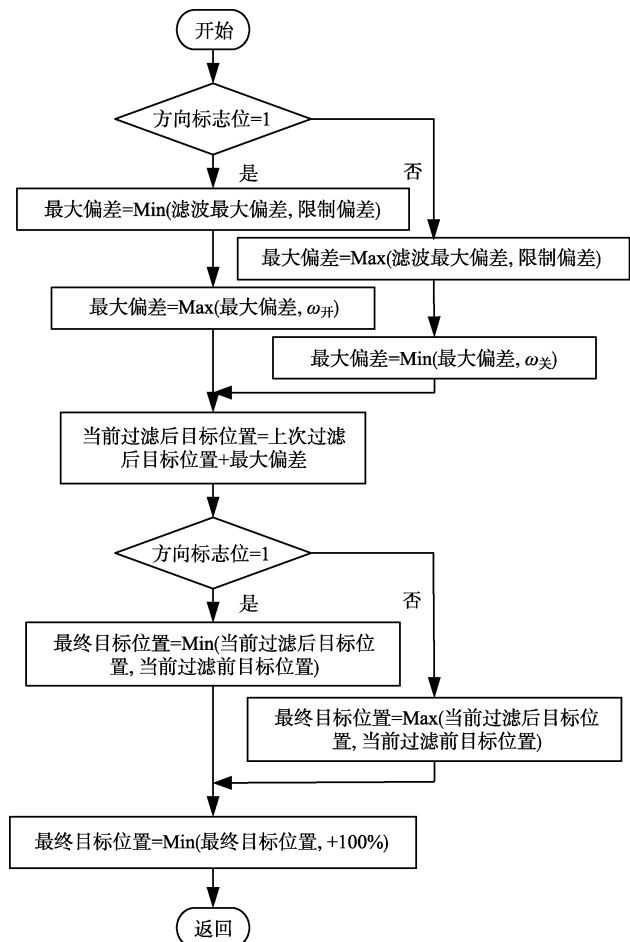 开始
方向标志位=1
是
否
最大偏差=Min(滤波最大偏差, 限制偏差)
最大偏差=Max(滤波最大偏差, 限制偏差)
最大偏差=Max(最大偏差, ω开)
最大偏差=Min(最大偏差, ω关)
当前过滤后目标位置=上次过滤
后目标位置+最大偏差
方向标志位=1
是
否
最终目标位置=Min(当前过滤后目标位
置, 当前过滤前目标位置)
最终目标位置=Max(当前过滤后目标位
置, 当前过滤前目标位置)
最终目标位置=Min(最终目标位置, +100%)
返回